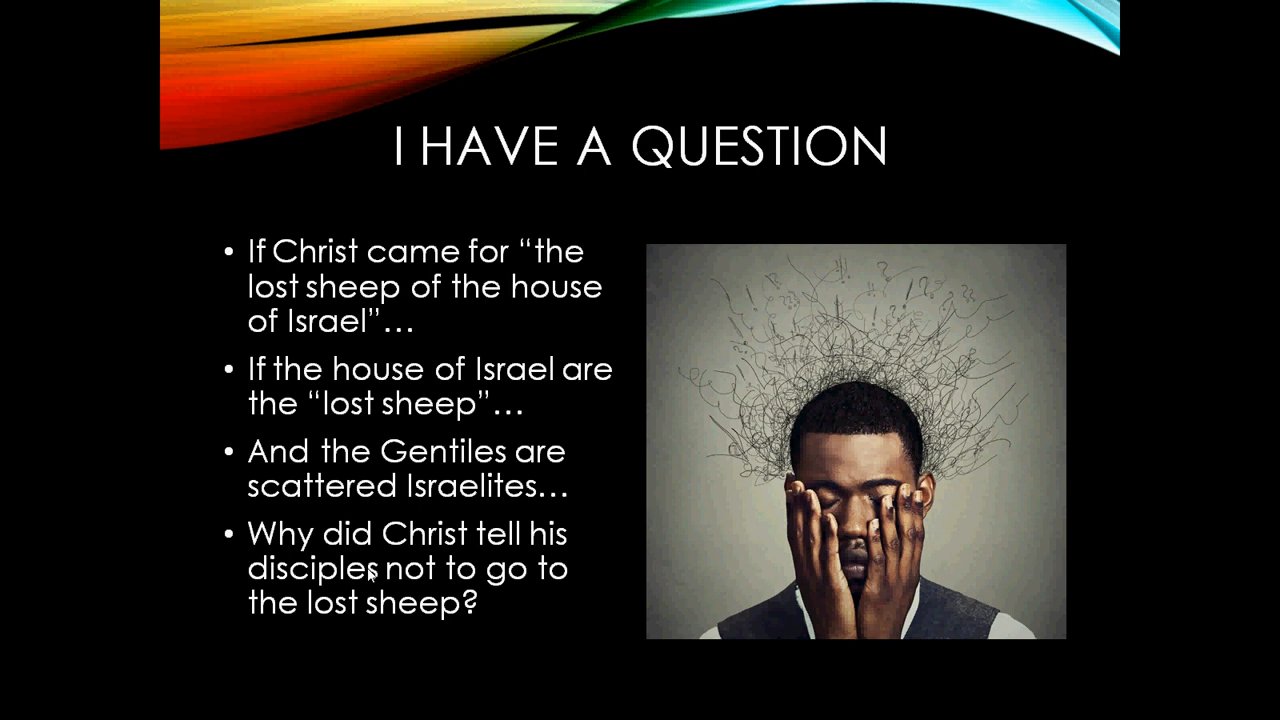 I HAVE A QUESTION
• If Christ came for “the
lost sheep of the house
of Israel”…
• If the house of Israel are
the “lost sheep”…
• And the Gentiles are
scattered Israelites…
• Why did Christ tell his
disciples not to go to
the lost sheep?